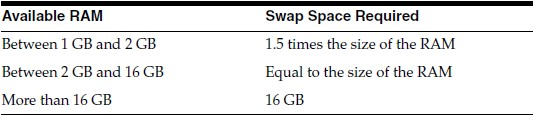 Available RAM Swap Space Required
Between 1 GB and 2 GB 1.5 times the size of the RAM
Between 2 GB and 16 GB Equal to the size of the RAM
More than 16 GB 16 GB